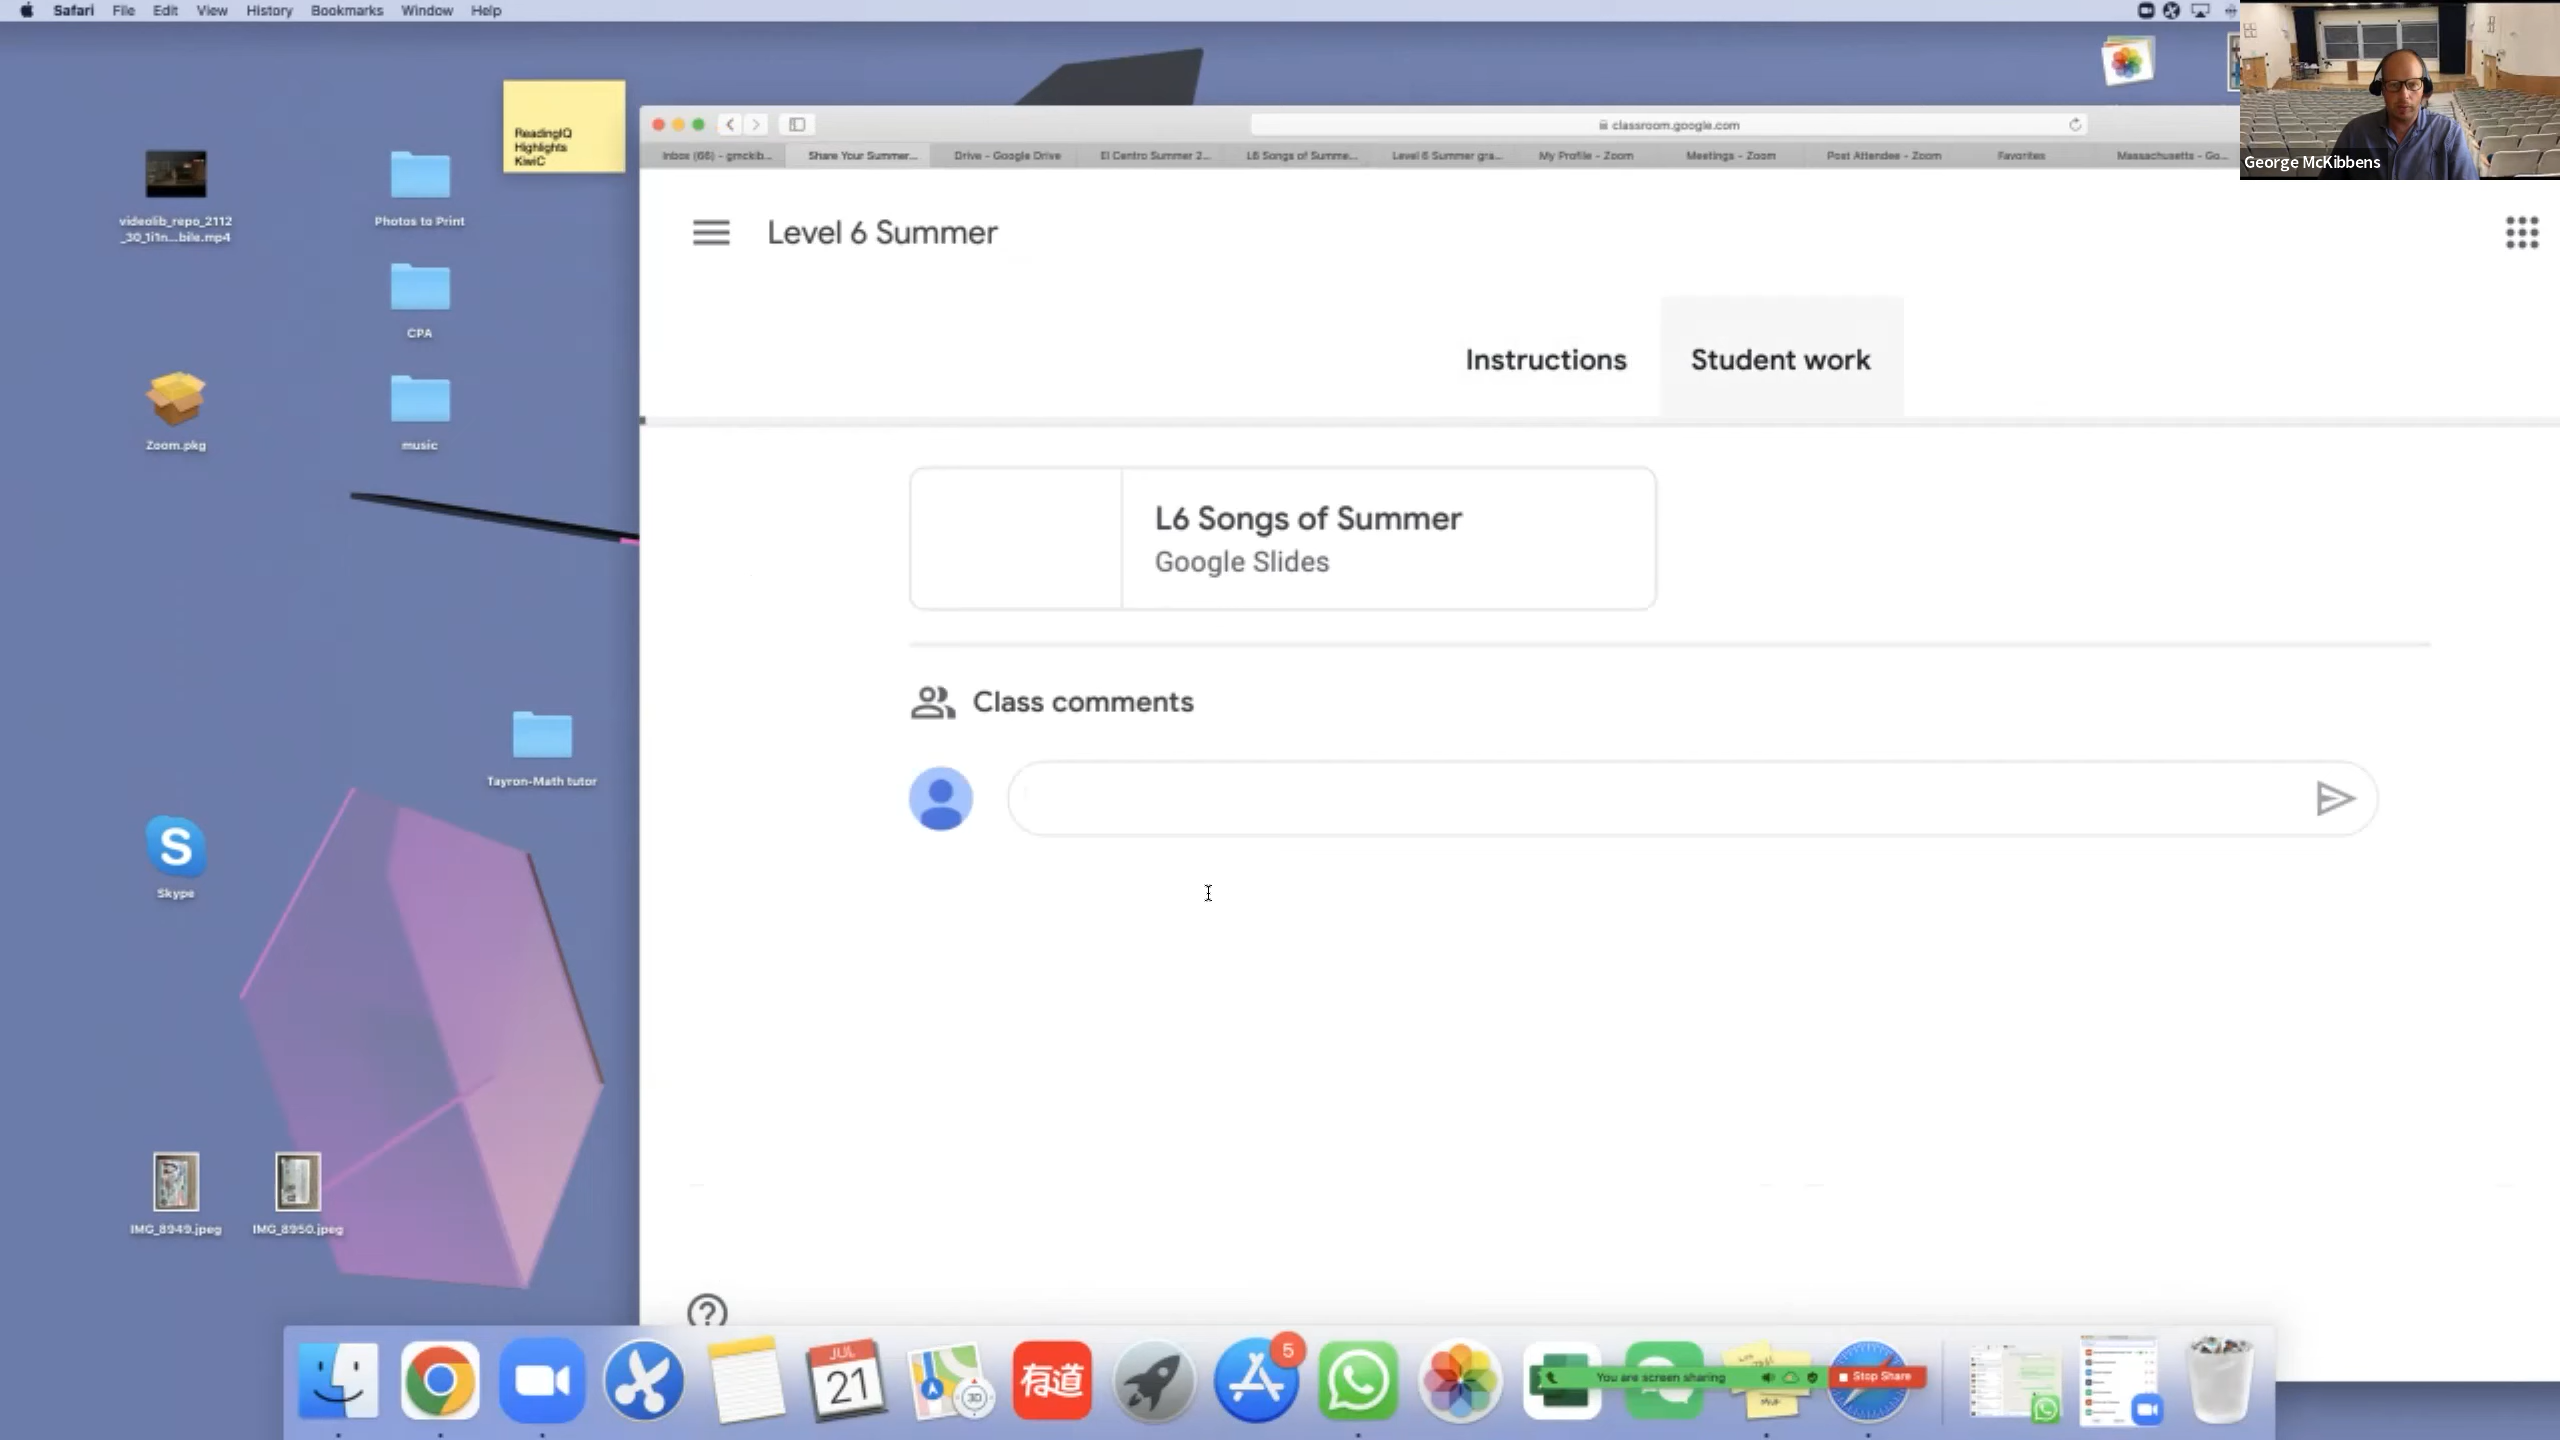 Safari File Edit View History Bookmarks Window Help
ReadingIQ
Highlights
KiwiC
classroom.google.com
Inbox (66) - gmckib...
Share Your Summer...
Drive - Google Drive
El Centro Summer 2...
L6 Songs of Summe...
Level 6 Summer gra...
My Profile - Zoom
Meetings - Zoom
Post Attendee - Zoom
Favorites
Massachusetts - Go...
George McKibbens
videolib_repo_2112
_30_1i1n...bile.mp4
Photos to Print
CPA
Zoom.pkg
music
Tayron-Math tutor
Skype
IMG_8949.jpeg
IMG_8950.jpeg
Level 6 Summer
Instructions
Student work
L6 Songs of Summer
Google Slides
Class comments
JUL
21
3D
有道
5
You are screen sharing
Stop Share